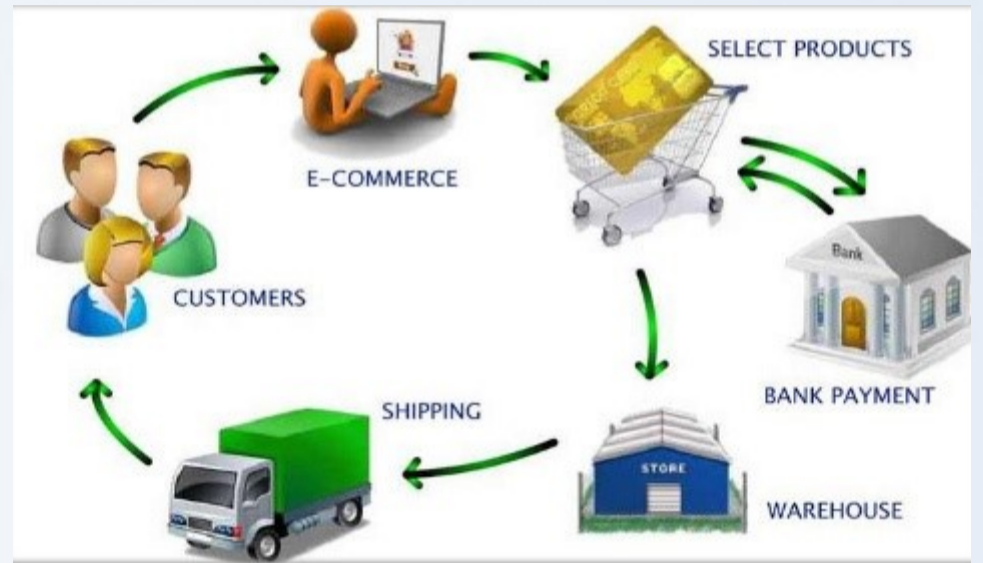 SELECT PRODUCTS
E-COMMERCE
Bank
CUSTOMERS
BANK PAYMENT
SHIPPING
STORE
WAREHOUSE